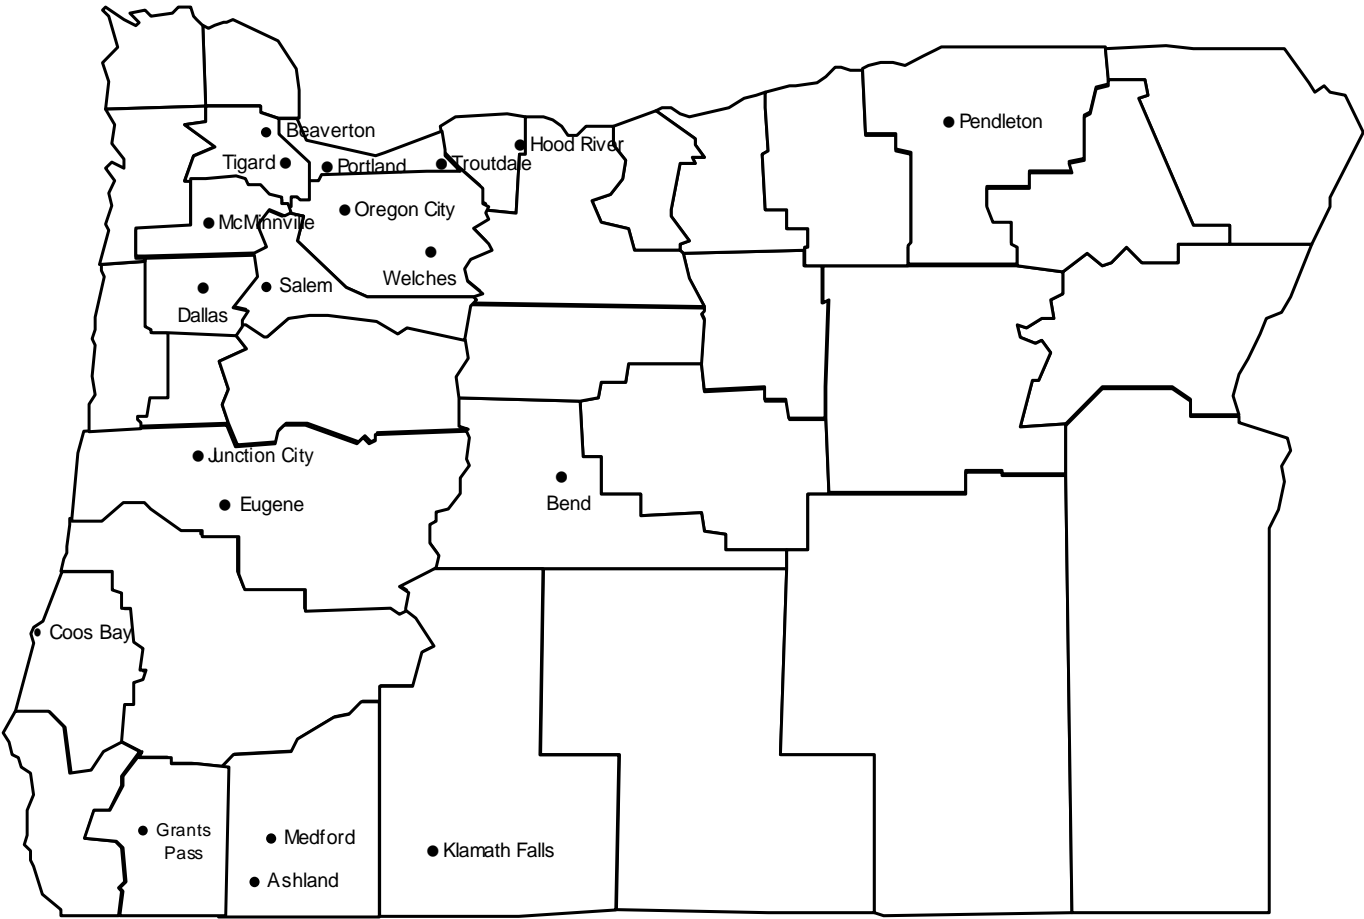 Pendleton
Beaverton
Hood River
Tigard
Portland
Troutdale
McMinnville
Oregon City
Welches
Salem
Dallas
Junction City
Eugene
Bend
Coos Bay
Grants
Pass
Medford
Klamath Falls
Ashland